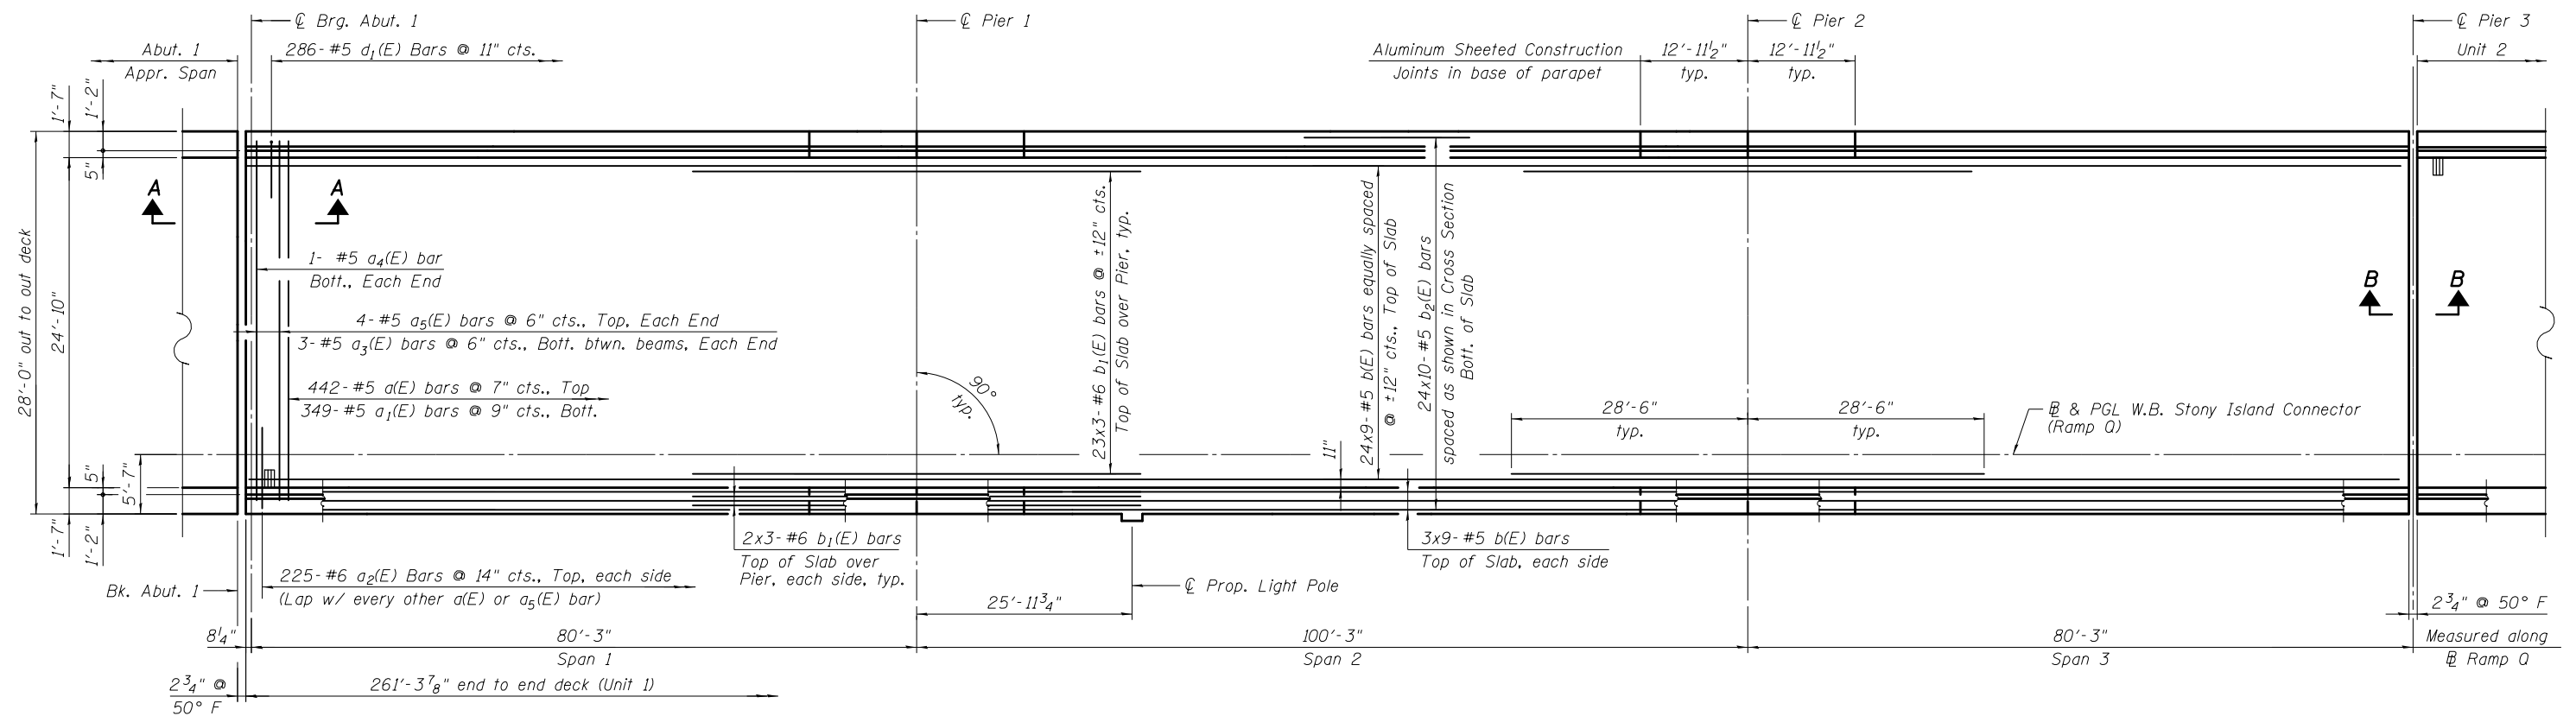 ℄ Brg. Abut. 1
℄ Pier 1
℄ Pier 2
℄ Pier 3
Abut. 1
Appr. Span
286- #5 d₁(E) Bars @ 11" cts.
Aluminum Sheeted Construction
Joints in base of parapet
12'-11½"
typ.
12'-11½"
typ.
Unit 2
1'-7"
1'-2"
5"
A
A
28'-0" out to out deck
24'-10"
1- #5 a₄(E) bar
Bott., Each End
4-#5 a₅(E) bars @ 6" cts., Top, Each End
3-#5 a₃(E) bars @ 6" cts., Bott. btwn. beams, Each End
442-#5 a(E) bars @ 7" cts., Top
349-#5 a₁(E) bars @ 9" cts., Bott.
90°
typ.
23x3-#6 b₁(E) bars @ ±12" cts.
Top of Slab over Pier, typ.
24x9-#5 b(E) bars equally spaced
@ ±12" cts., Top of Slab
24x10-#5 b₂(E) bars
spaced as shown in Cross Section
Bott. of Slab
B
B
28'-6"
typ.
28'-6"
typ.
11"
⅊ & PGL W.B. Stony Island Connector
(Ramp Q)
5'-7"
5"
1'-7"
1'-2"
2x3-#6 b₁(E) bars
Top of Slab over
Pier, each side, typ.
3x9-#5 b(E) bars
Top of Slab, each side
Bk. Abut. 1
225-#6 a₂(E) Bars @ 14" cts., Top, each side
(Lap w/ every other a(E) or a₅(E) bar)
℄ Prop. Light Pole
25'-11¾"
2¾" @ 50° F
8¼"
80'-3"
Span 1
100'-3"
Span 2
80'-3"
Span 3
Measured along
⅊ Ramp Q
2¾" @
50° F
261'-3⅞" end to end deck (Unit 1)